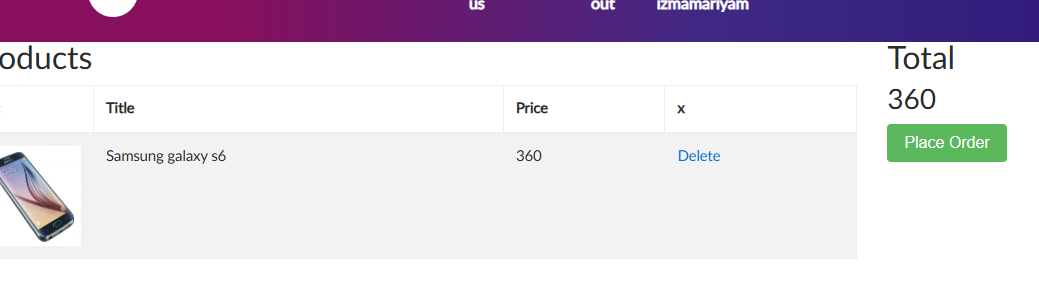 us out izmamariyam
oducts
Total
360
Title Price x
Place Order
Samsung galaxy s6 360 Delete